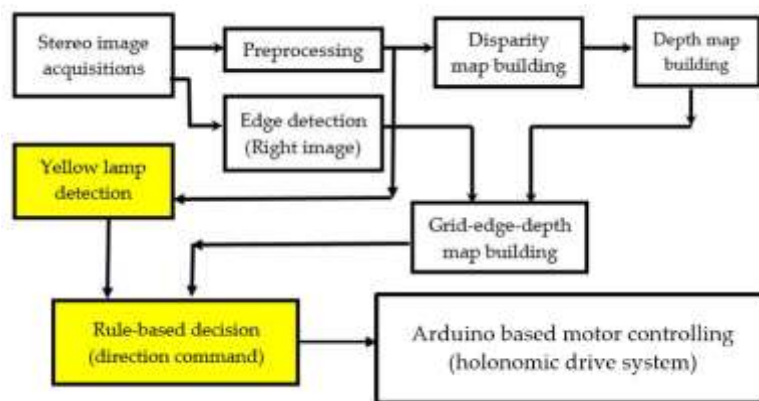 Stereo image
acquisitions
Preprocessing
Disparity
map building
Depth map
building
Edge detection
(Right image)
Yellow lamp
detection
Grid-edge-depth
map building
Rule-based decision
(direction command)
Arduino based motor controlling
(holonomic drive system)